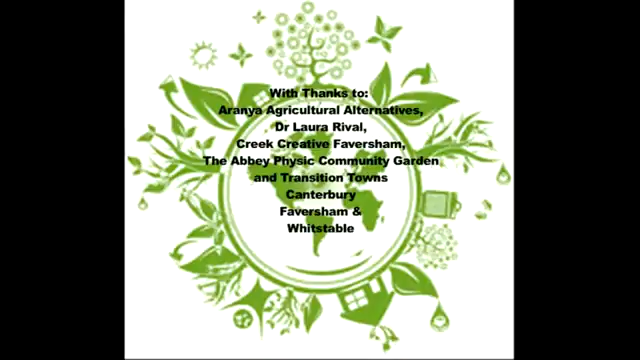 With Thanks to:
Aranya Agricultural Alternatives,
Dr Laura Rival,
Creek Creative Faversham,
The Abbey Physic Community Garden
and Transition Towns
Canterbury
Faversham &
Whitstable